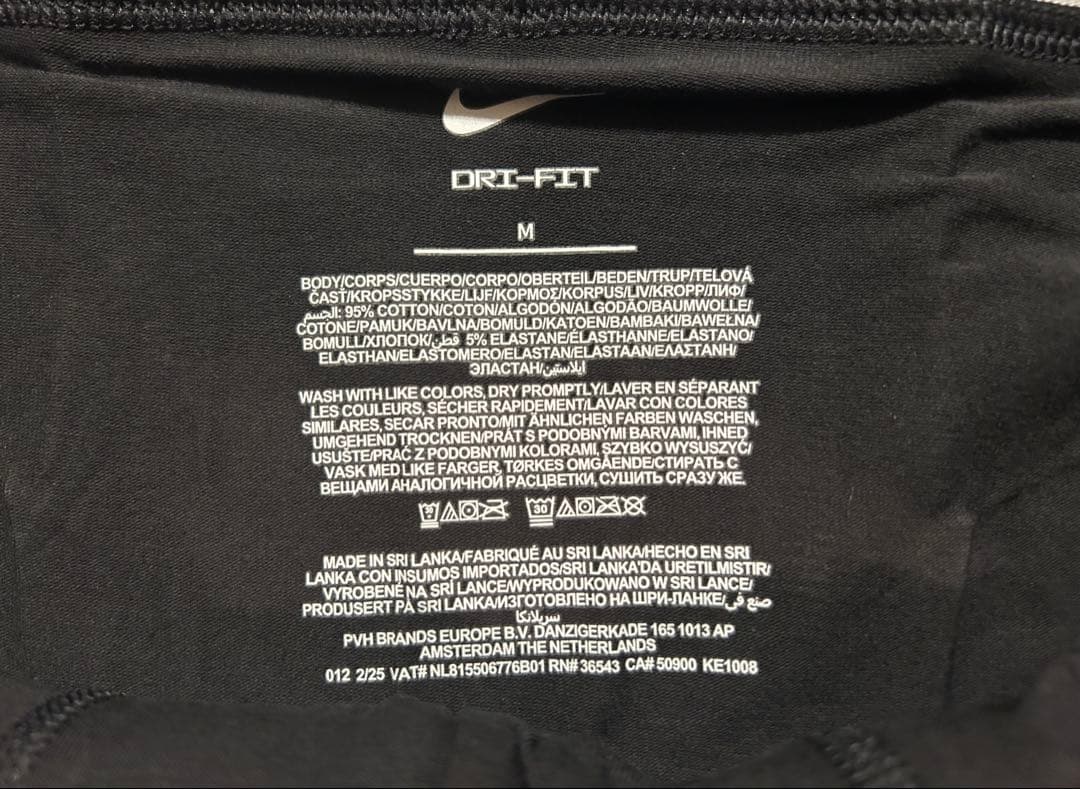 DRI-FIT
M
BODY/CORPS/CUERPO/CORPO/OBERTEIL/BEDEN/TRUP/TELOVÁ
ČASŤ/KROPSSTYKKE/LIJF/ΚΟΡΜΟΣ/KORPUS/LIV/KROPP/ЛИФ/
الجسم: 95% COTTON/COTON/ALGODÓN/ALGODÃO/BAUMWOLLE/
COTONE/PAMUK/BAVLNA/BOMULD/KATOEN/ΒΑΜΒΑΚΙ/BAWEŁNA/
BOMULL/ХЛОПОК/قطن 5% ELASTANE/ÉLASTHANNE/ELASTANO/
ELASTHAN/ELASTOMERO/ELASTAN/ELASTAAN/ΕΛΑΣΤΑΝΗ/
ЭЛАСТАН/ايلاستين
WASH WITH LIKE COLORS, DRY PROMPTLY/LAVER EN SÉPARANT
LES COULEURS, SÉCHER RAPIDEMENT/LAVAR CON COLORES
SIMILARES, SECAR PRONTO/MIT ÄHNLICHEN FARBEN WASCHEN,
UMGEHEND TROCKNEN/PRÁT S PODOBNÝMI BARVAMI, IHNED
USUŠTE/PRAĆ Z PODOBNYMI KOLORAMI, SZYBKO WYSUSZYĆ/
VASK MED LIKE FARGER, TØRKES OMGÅENDE/СТИРАТЬ С
ВЕЩАМИ АНАЛОГИЧНОЙ РАСЦВЕТКИ, СУШИТЬ СРАЗУ ЖЕ.
30 30
MADE IN SRI LANKA/FABRIQUÉ AU SRI LANKA/HECHO EN SRI
LANKA CON INSUMOS IMPORTADOS/SRI LANKA'DA URETILMISTIR/
VYROBENÉ NA SRÍ LANCE/WYPRODUKOWANO W SRI LANCE/
PRODUSERT PÅ SRI LANKA/ИЗГОТОВЛЕНО НА ШРИ-ЛАНКЕ/صنع في
سريلانكا
PVH BRANDS EUROPE B.V. DANZIGERKADE 165 1013 AP
AMSTERDAM THE NETHERLANDS
012 2/25 VAT# NL815506776B01 RN# 36543 CA# 50900 KE1008